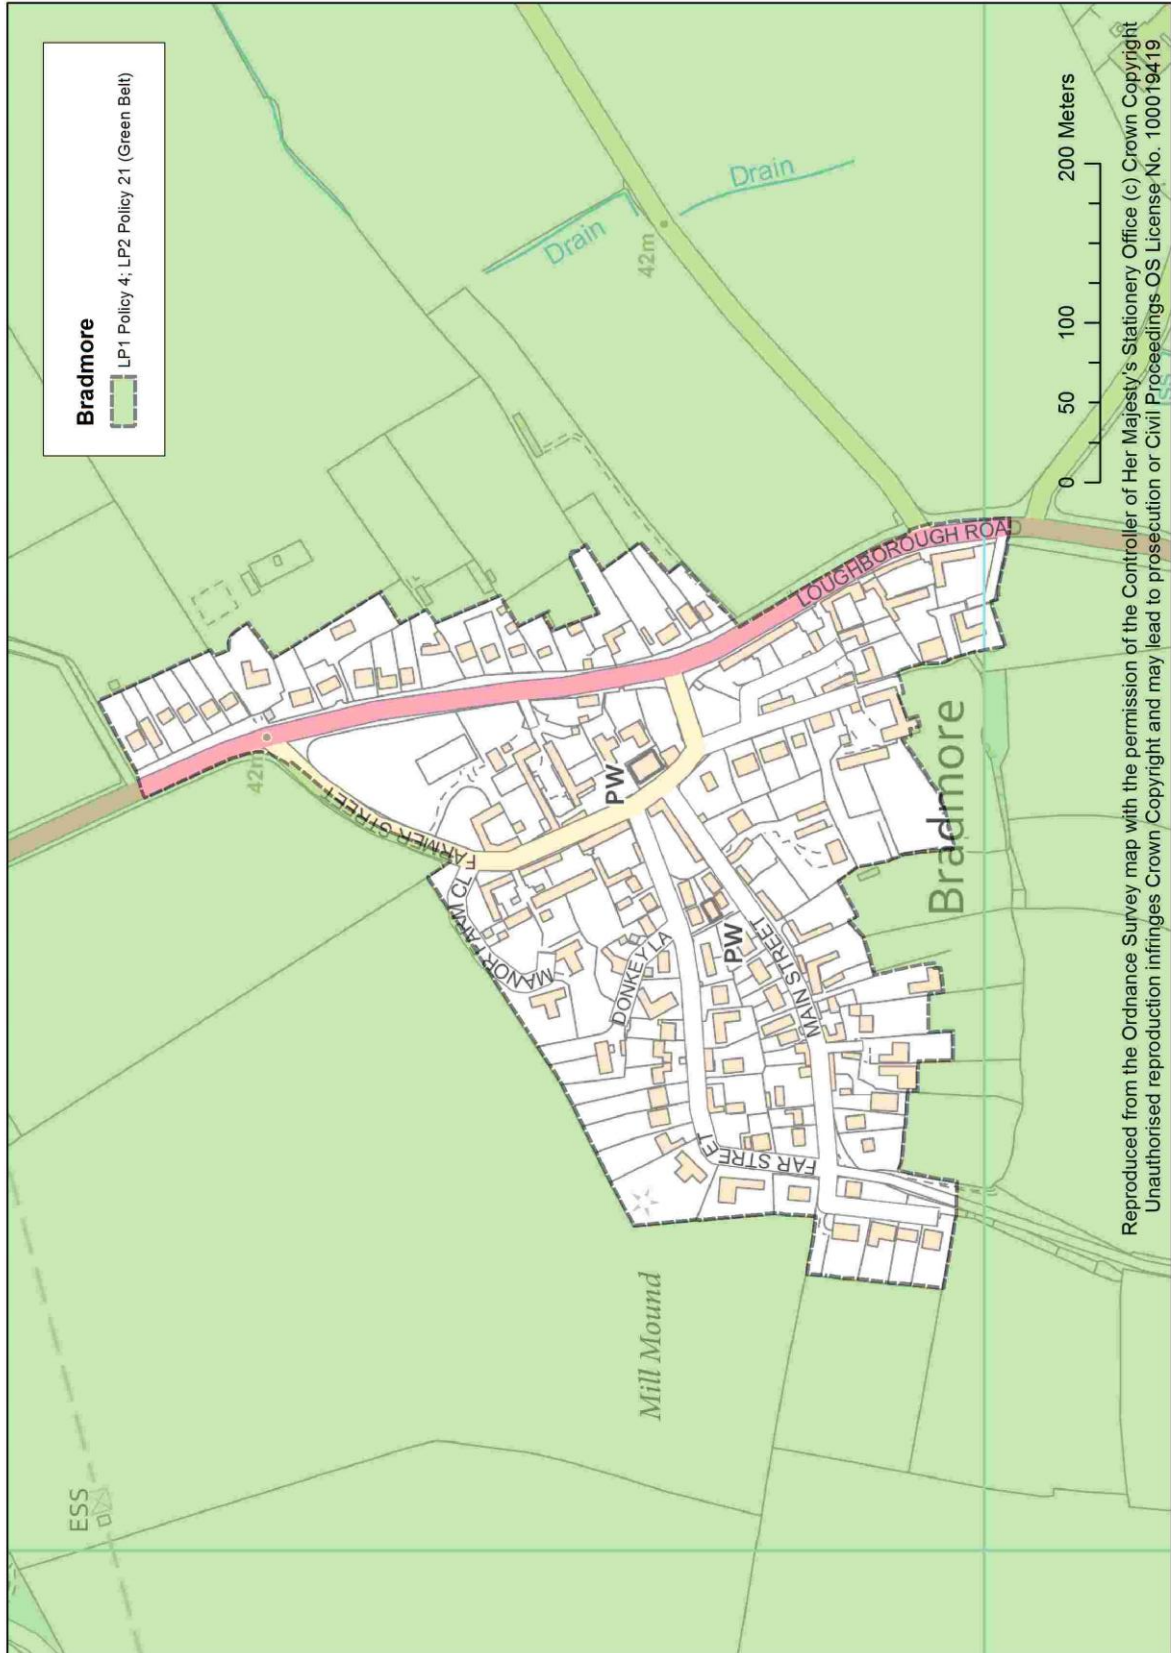 Bradmore
LP1 Policy 4; LP2 Policy 21 (Green Belt)
ESS
42m
FARMER STREET
MANOR FARM CL
DONKEY LA
PW
PW
MAIN STREET
FAR STREET
Mill Mound
Bradmore
LOUGHBOROUGH ROAD
Drain
42m
Drain
0 50 100 200 Meters
Reproduced from the Ordnance Survey map with the permission of the Controller of Her Majesty's Stationery Office (c) Crown Copyright
Unauthorised reproduction infringes Crown Copyright and may lead to prosecution or Civil Proceedings OS License No. 100019419